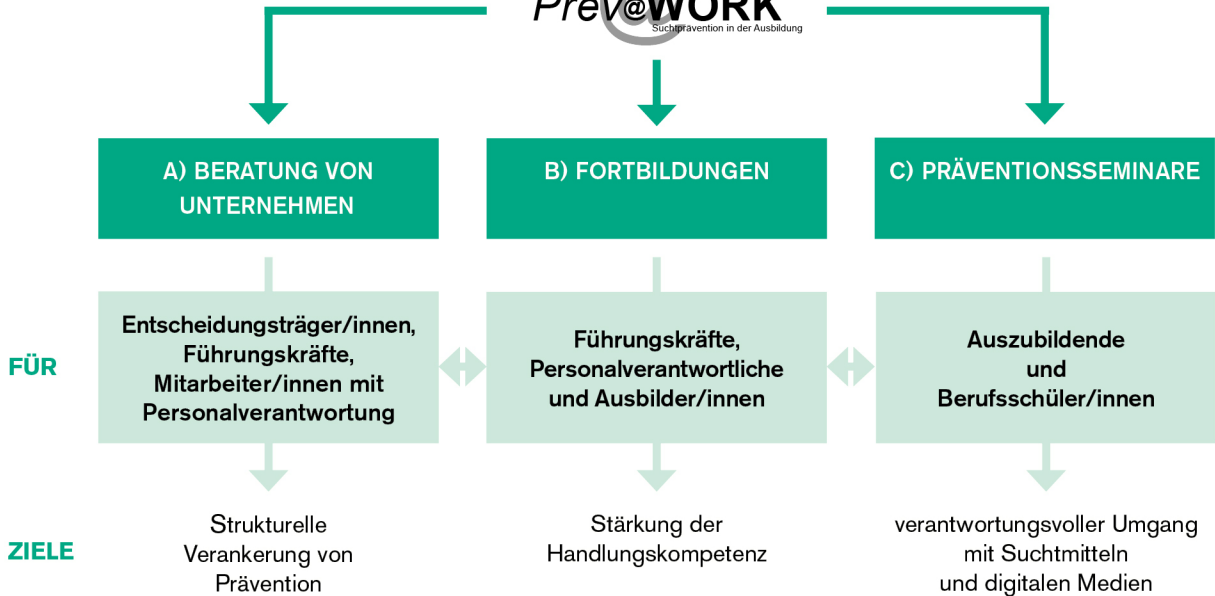 Prev@WORK
Suchtprävention in der Ausbildung
A) BERATUNG VON
UNTERNEHMEN
B) FORTBILDUNGEN
C) PRÄVENTIONSSEMINARE
FÜR
Entscheidungsträger/innen,
Führungskräfte,
Mitarbeiter/innen mit
Personalverantwortung
Führungskräfte,
Personalverantwortliche
und Ausbilder/innen
Auszubildende
und
Berufsschüler/innen
ZIELE
Strukturelle
Verankerung von
Prävention
Stärkung der
Handlungskompetenz
verantwortungsvoller Umgang
mit Suchtmitteln
und digitalen Medien